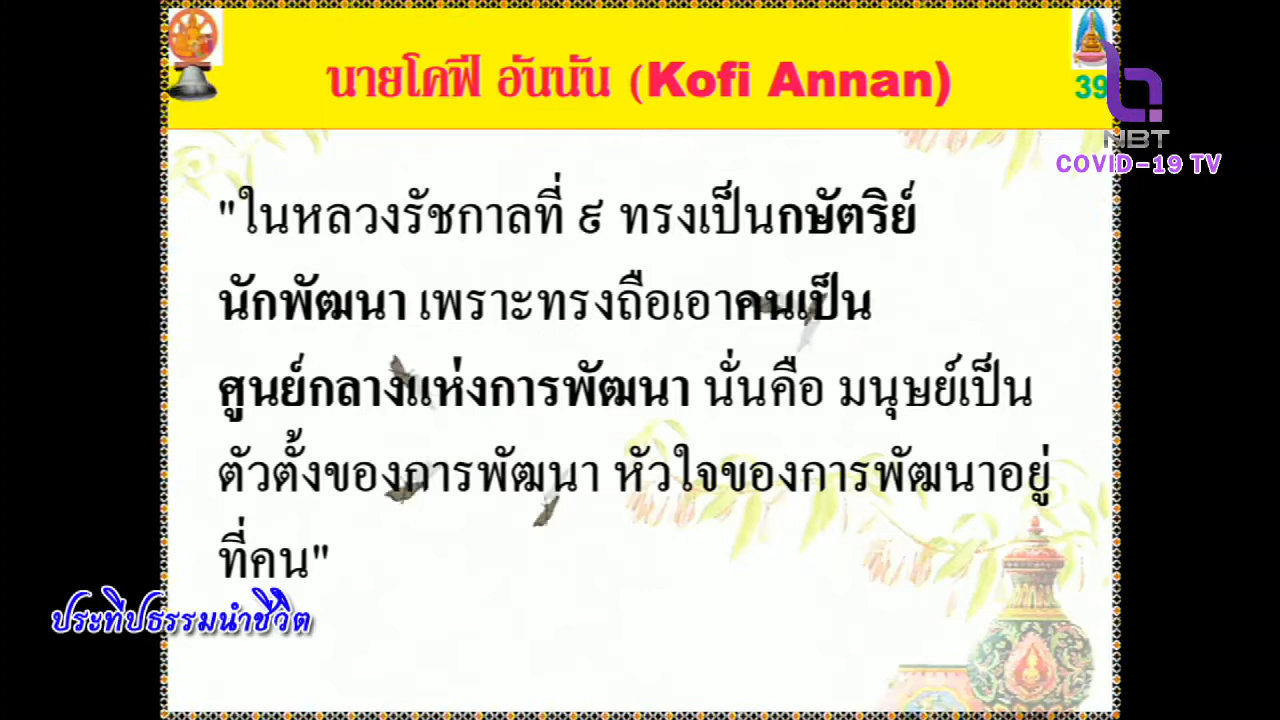 นายโคฟี อันนัน (Kofi Annan)
39
NBT
COVID-19 TV
"ในหลวงรัชกาลที่ ๙ ทรงเป็นกษัตริย์
นักพัฒนา เพราะทรงถือเอาคนเป็น
ศูนย์กลางแห่งการพัฒนา นั่นคือ มนุษย์เป็น
ตัวตั้งของการพัฒนา หัวใจของการพัฒนาอยู่
ที่คน"
ประทีปธรรมนำชีวิต